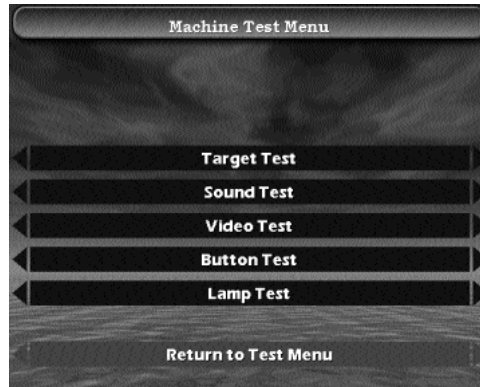 Machine Test Menu
Target Test
Sound Test
Video Test
Button Test
Lamp Test
Return to Test Menu